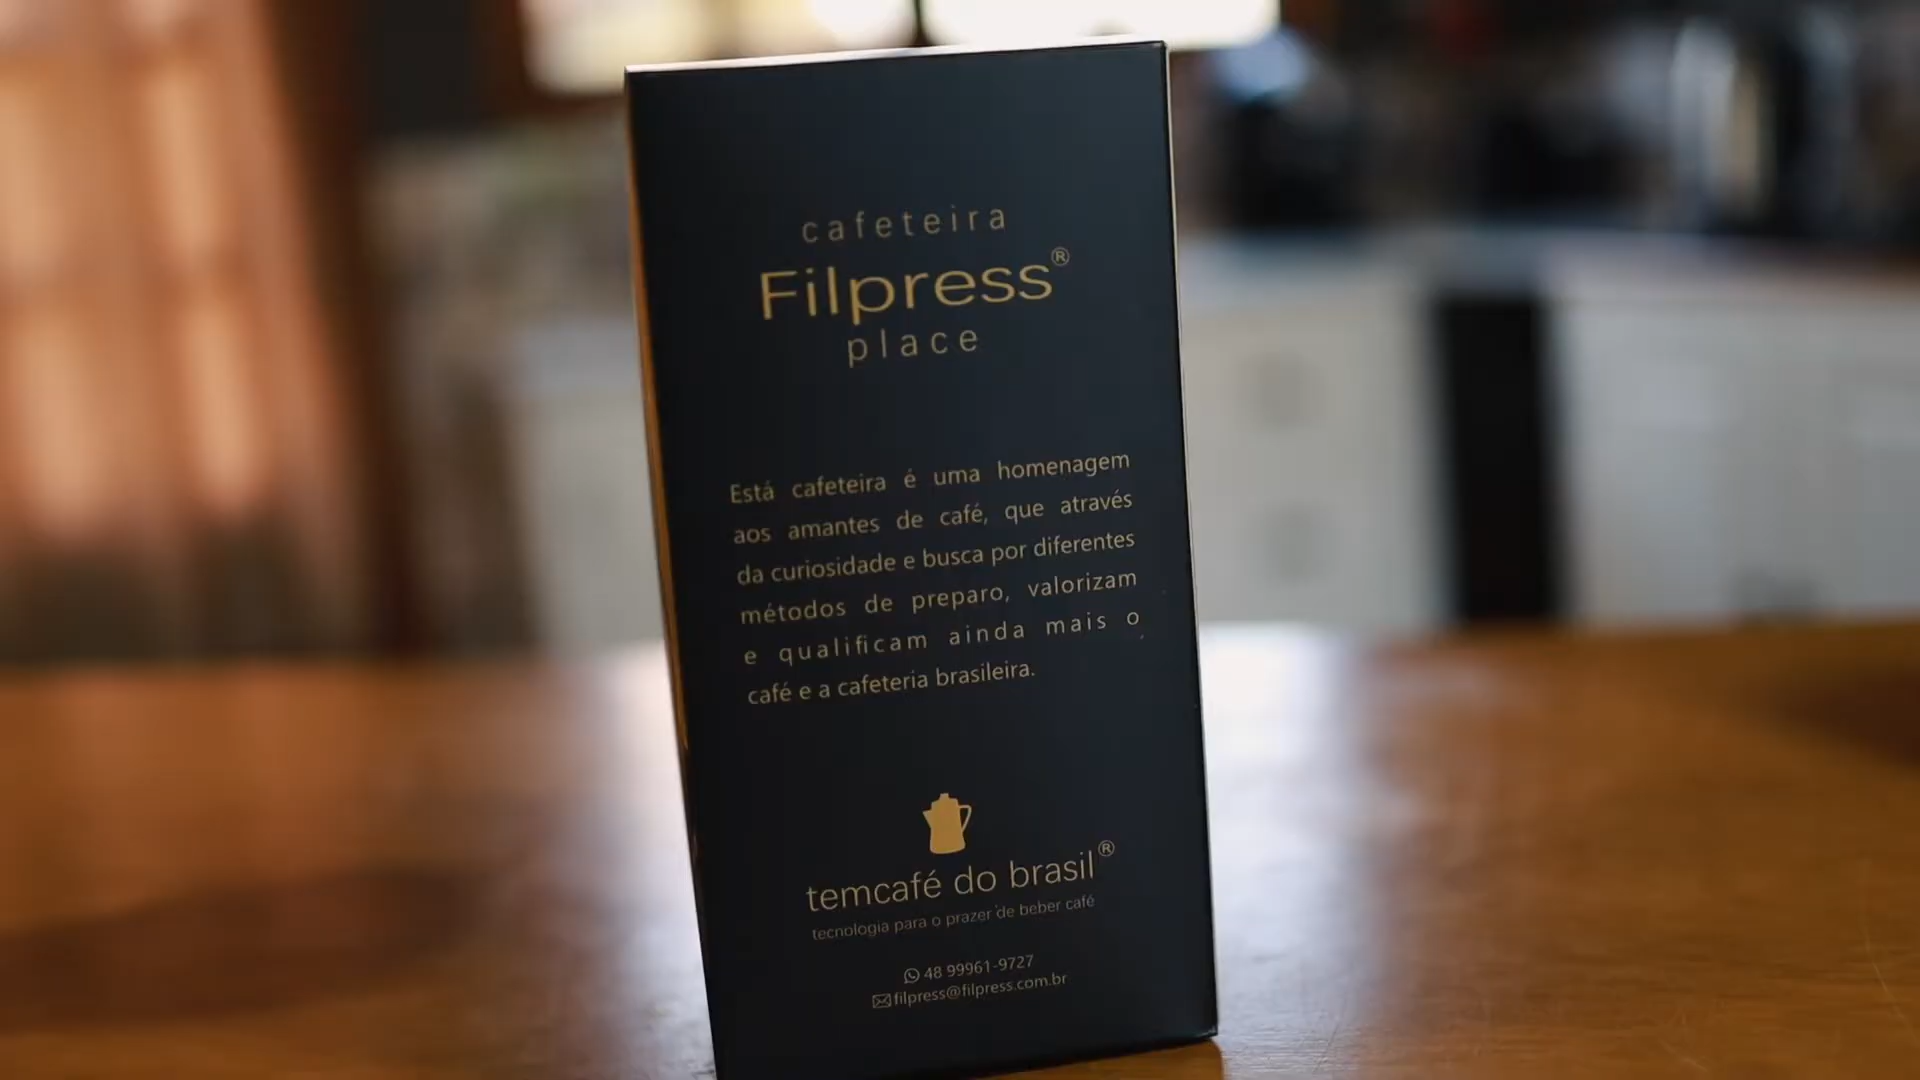 cafeteira
Filpress®
place
Está cafeteira é uma homenagem
aos amantes de café, que através
da curiosidade e busca por diferentes
métodos de preparo, valorizam
e qualificam ainda mais o
café e a cafeteria brasileira.
temcafé do brasil®
tecnologia para o prazer de beber café
48 99961-9727
filpress@filpress.com.br